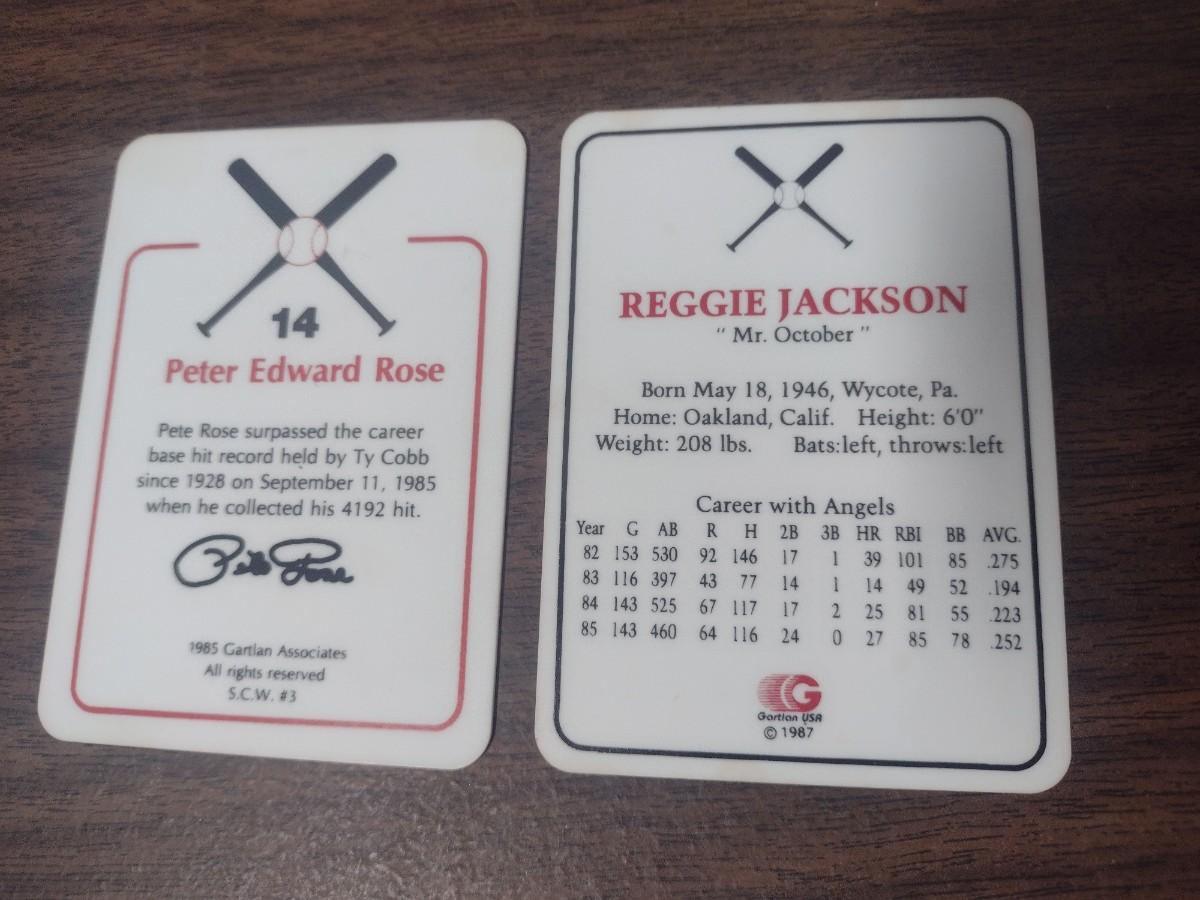 14
Peter Edward Rose
Pete Rose surpassed the career
base hit record held by Ty Cobb
since 1928 on September 11, 1985
when he collected his 4192 hit.
Pete Rose
1985 Gartlan Associates
All rights reserved
S.C.W. #3
REGGIE JACKSON
" Mr. October "
Born May 18, 1946, Wycote, Pa.
Home: Oakland, Calif. Height: 6'0"
Weight: 208 lbs. Bats:left, throws:left
Career with Angels
Year G AB R H 2B 3B HR RBI BB AVG.
82 153 530 92 146 17 1 39 101 85 .275
83 116 397 43 77 14 1 14 49 52 .194
84 143 525 67 117 17 2 25 81 55 .223
85 143 460 64 116 24 0 27 85 78 .252
G
Gartlan USA
© 1987